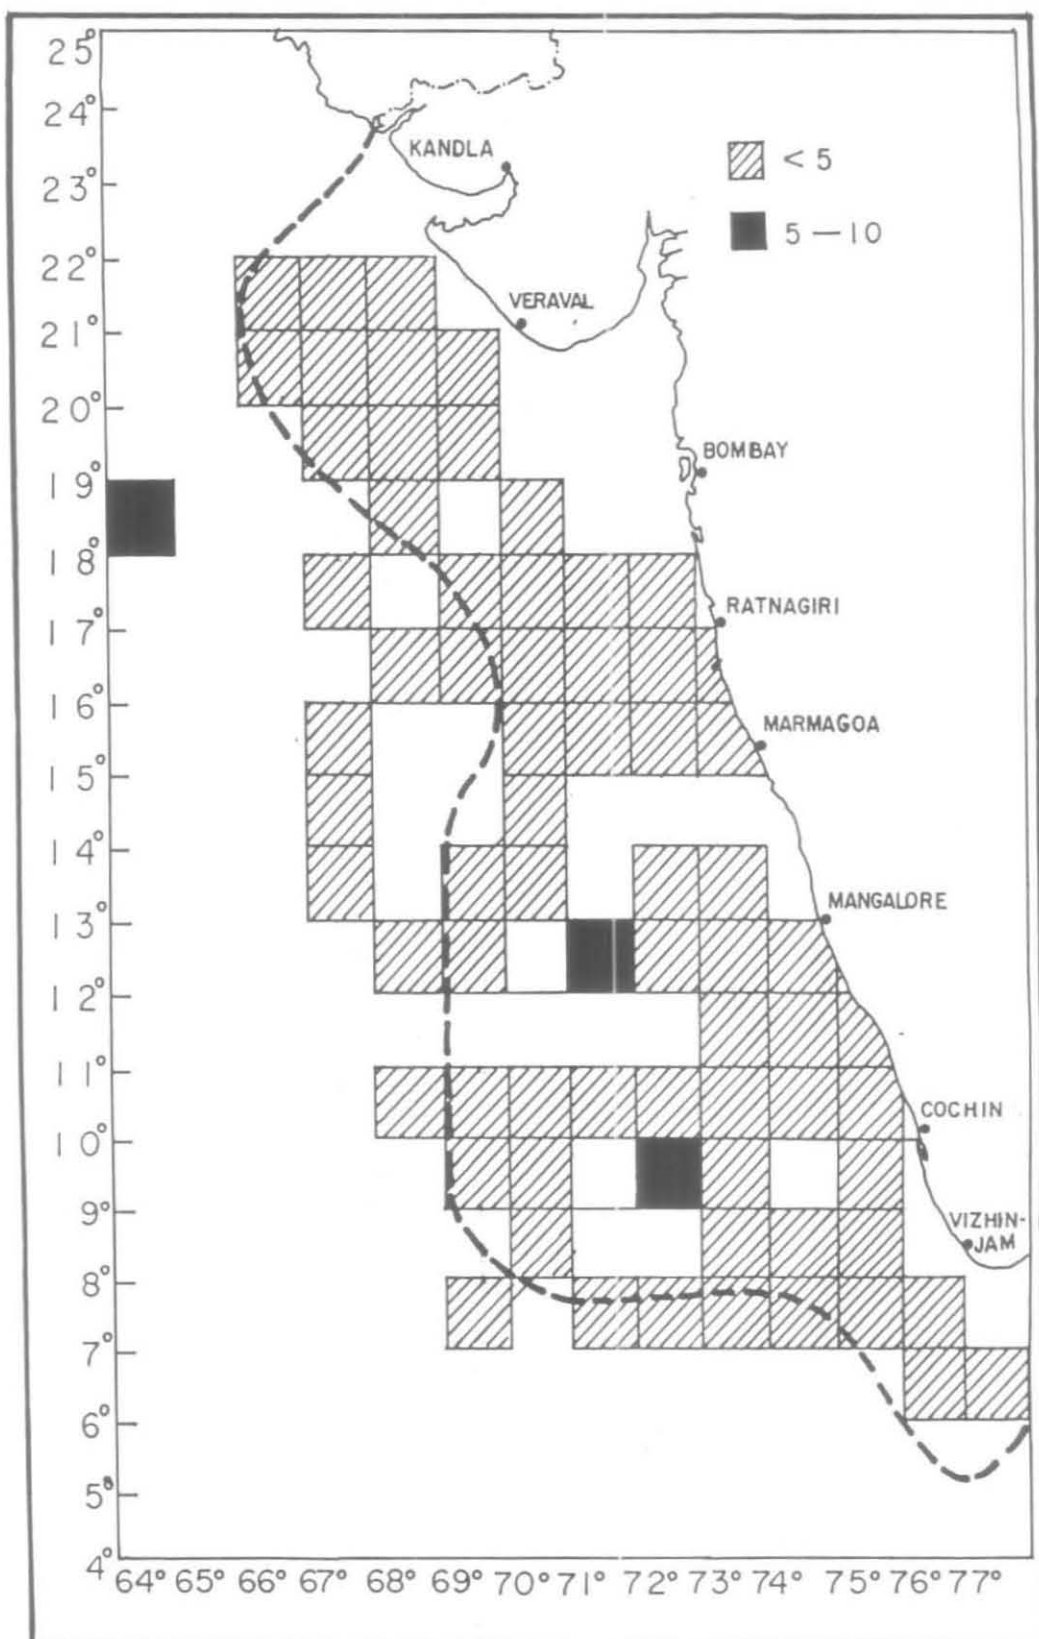 25°
24°
KANDLA
< 5
23°
5—10
22°
VERAVAL
21°
20°
BOMBAY
19°
18°
RATNAGIRI
17°
16°
MARMAGOA
15°
14°
MANGALORE
13°
12°
11°
COCHIN
10°
9°
VIZHIN-
JAM
8°
7°
6°
5°
4°
64° 65° 66° 67° 68° 69° 70° 71° 72° 73° 74° 75° 76° 77°